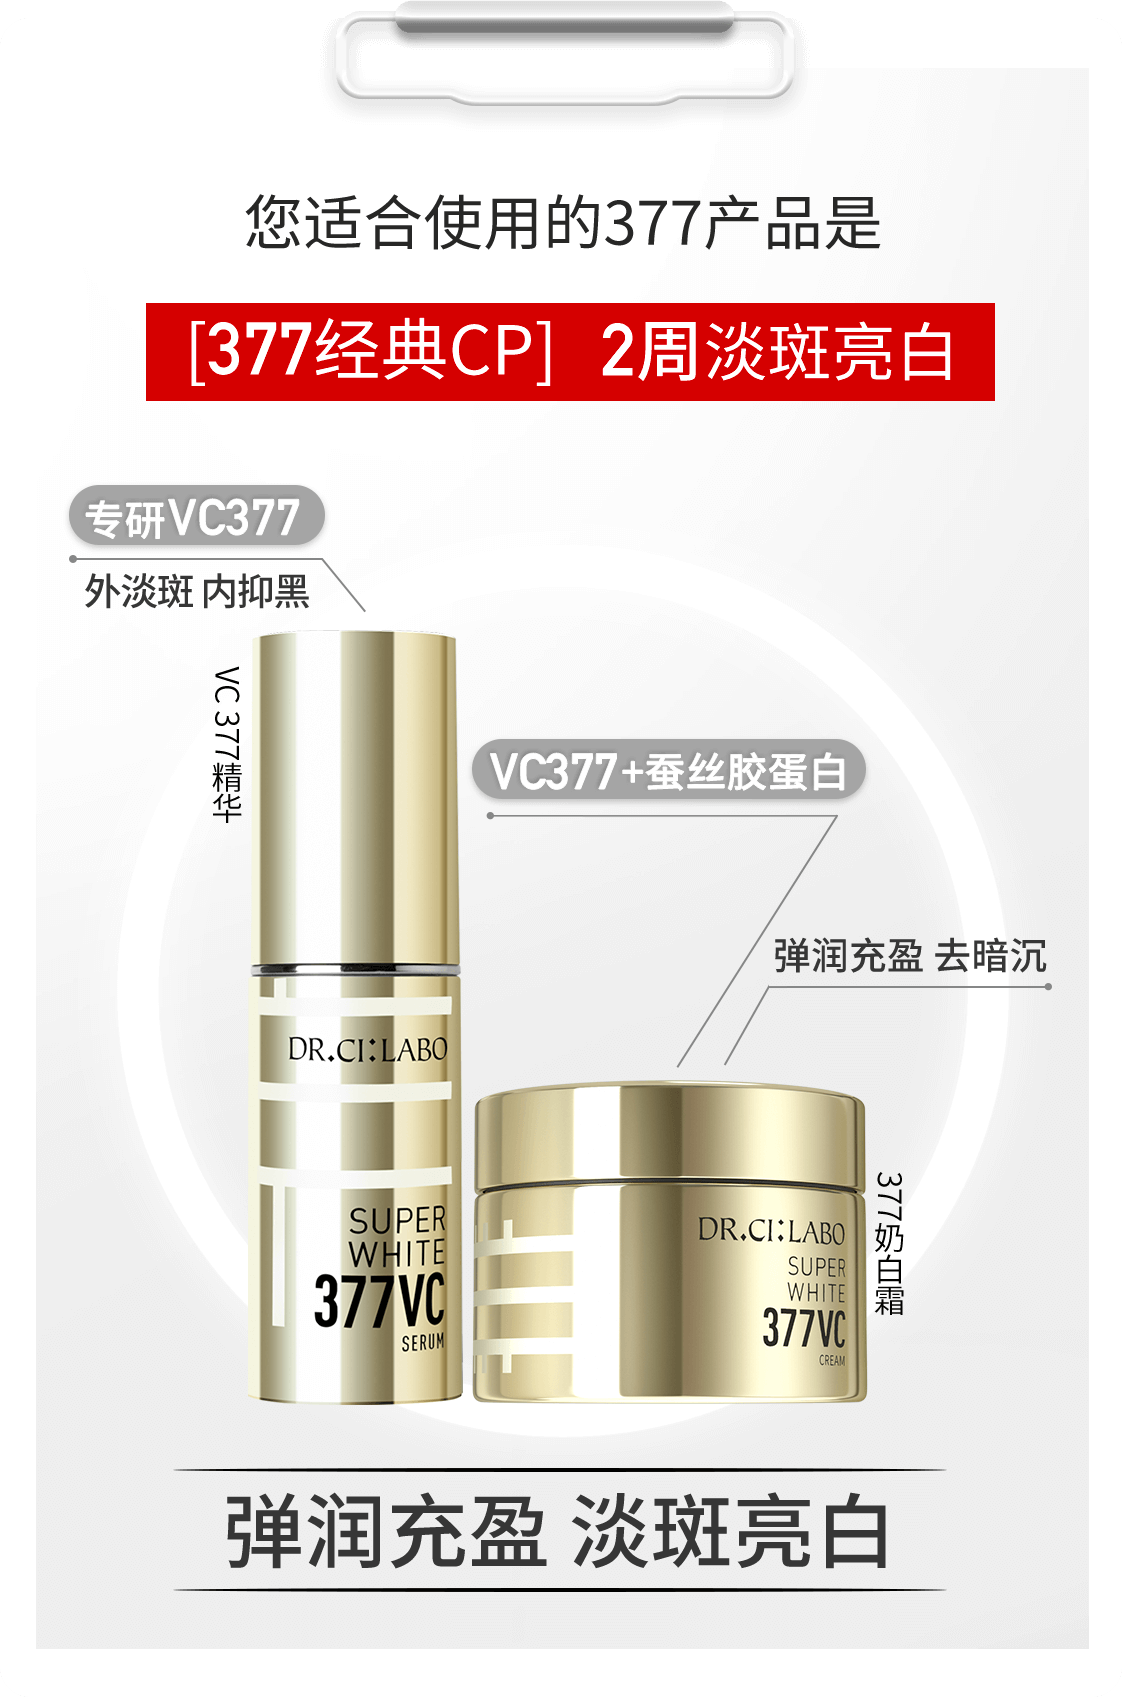 您适合使用的377产品是
[377经典CP] 2周淡斑亮白
专研VC377
外淡斑 内抑黑
VC 377精华
VC377+蚕丝胶蛋白
弹润充盈 去暗沉
DR.CI:LABO
SUPER
WHITE
377VC
SERUM
DR.CI:LABO
SUPER
WHITE
377VC
CREAM
377奶白霜
弹润充盈 淡斑亮白